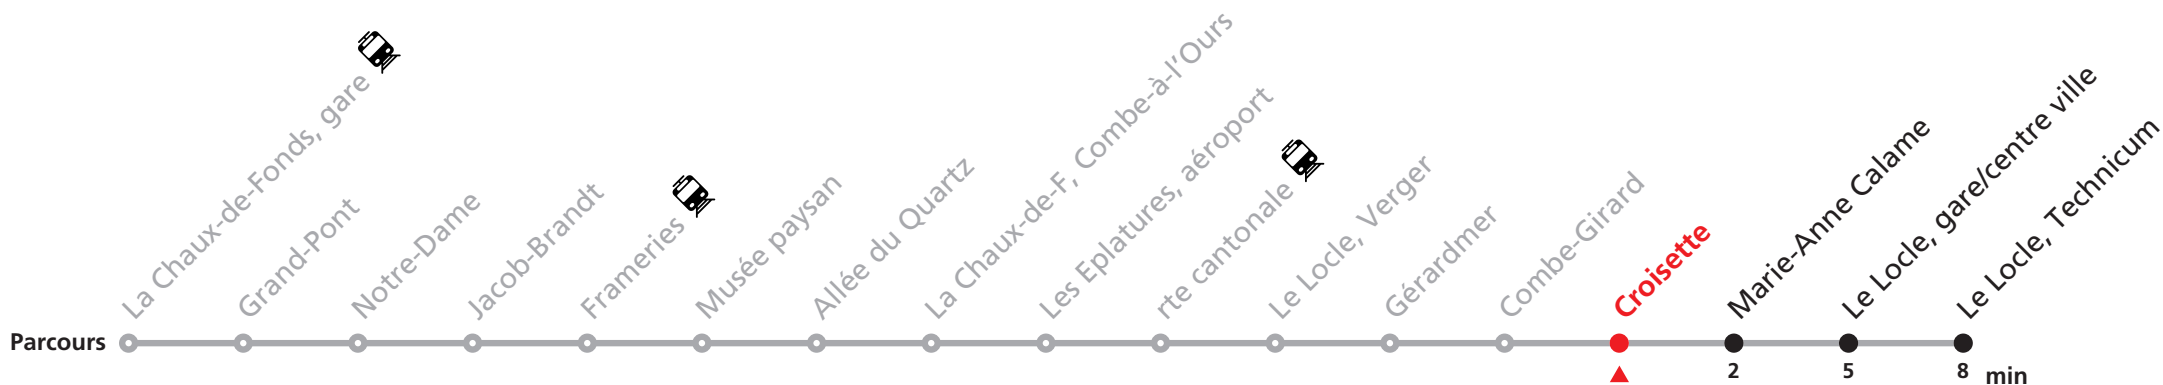 La Chaux-de-Fonds, gare
Grand-Pont
Notre-Dame
Jacob-Brandt
Frameries
Musée paysan
Allée du Quartz
La Chaux-de-F, Combe-à-l'Ours
Les Eplatures, aéroport
rte cantonale
Le Locle, Verger
Gérardmer
Combe-Girard
Croisette
Marie-Anne Calame
Le Locle, gare/centre ville
Le Locle, Technicum
Parcours
2 5 8 min